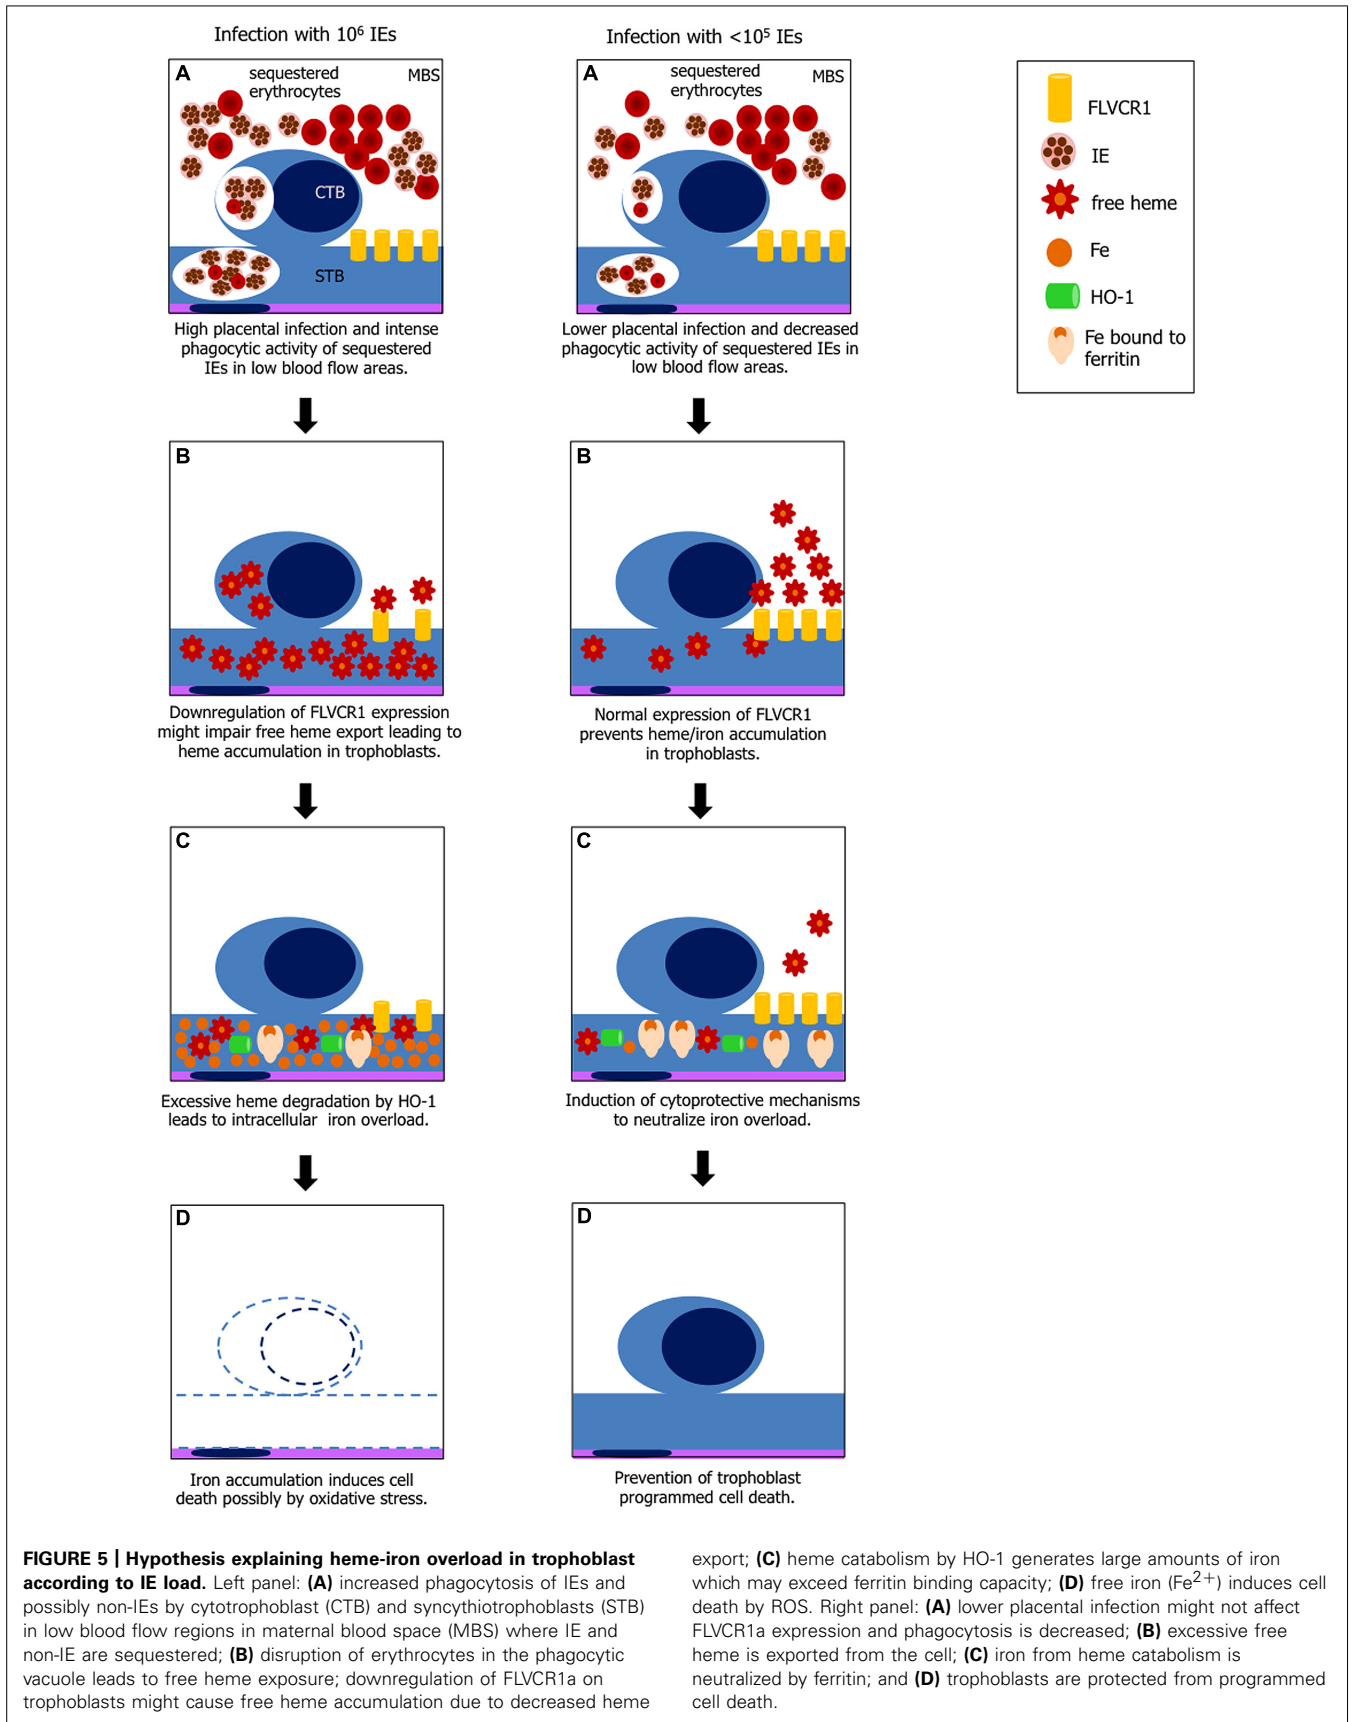 Infection with 10⁶ IEs
A
sequestered
erythrocytes
MBS
CTB
STB
High placental infection and intense
phagocytic activity of sequestered
IEs in low blood flow areas.
B
Downregulation of FLVCR1 expression
might impair free heme export leading to
heme accumulation in trophoblasts.
C
Excessive heme degradation by HO-1
leads to intracellular iron overload.
D
Iron accumulation induces cell
death possibly by oxidative stress.
Infection with <10⁵ IEs
A
sequestered
erythrocytes
MBS
Lower placental infection and decreased
phagocytic activity of sequestered IEs in
low blood flow areas.
B
Normal expression of FLVCR1
prevents heme/iron accumulation
in trophoblasts.
C
Induction of cytoprotective mechanisms
to neutralize iron overload.
D
Prevention of trophoblast
programmed cell death.
FLVCR1
IE
free heme
Fe
HO-1
Fe bound to
ferritin
FIGURE 5 | Hypothesis explaining heme-iron overload in trophoblast
according to IE load. Left panel: (A) increased phagocytosis of IEs and
possibly non-IEs by cytotrophoblast (CTB) and syncythiotrophoblasts (STB)
in low blood flow regions in maternal blood space (MBS) where IE and
non-IE are sequestered; (B) disruption of erythrocytes in the phagocytic
vacuole leads to free heme exposure; downregulation of FLVCR1a on
trophoblasts might cause free heme accumulation due to decreased heme
export; (C) heme catabolism by HO-1 generates large amounts of iron
which may exceed ferritin binding capacity; (D) free iron (Fe²⁺) induces cell
death by ROS. Right panel: (A) lower placental infection might not affect
FLVCR1a expression and phagocytosis is decreased; (B) excessive free
heme is exported from the cell; (C) iron from heme catabolism is
neutralized by ferritin; and (D) trophoblasts are protected from programmed
cell death.